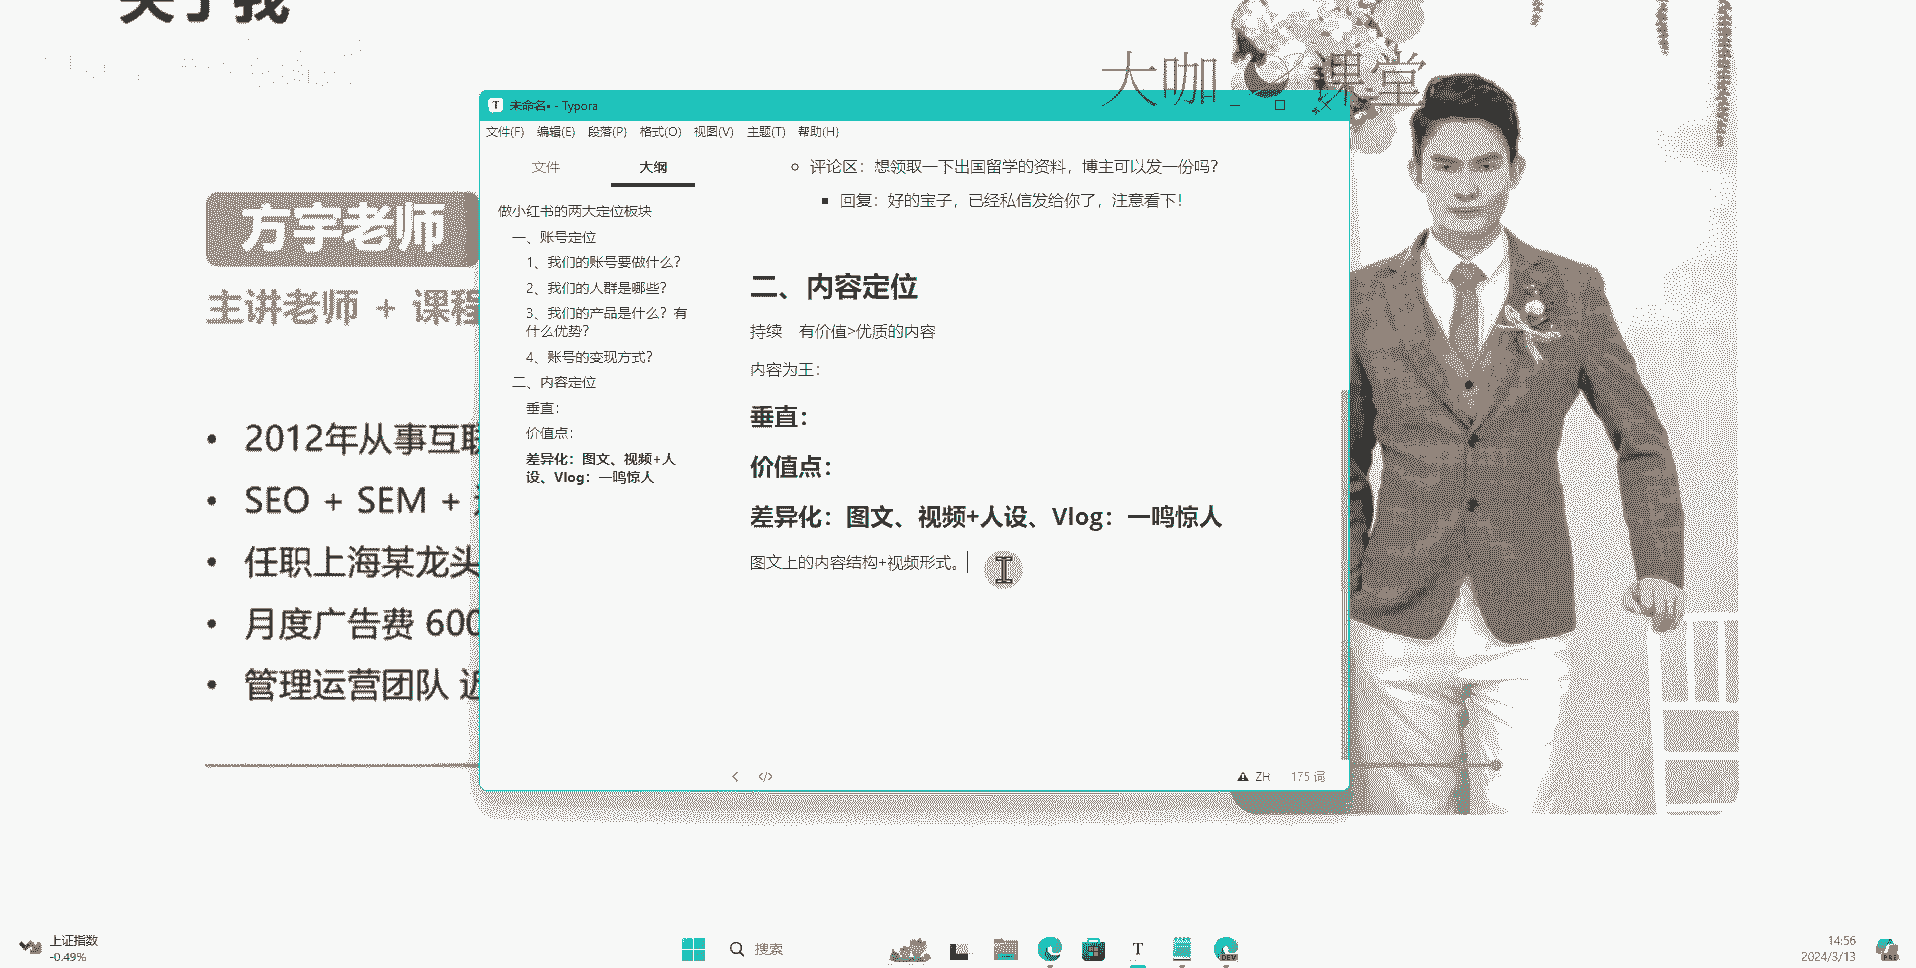 关于我
大咖 课堂
未命名• - Typora
文件(F) 编辑(E) 段落(P) 格式(O) 视图(V) 主题(T) 帮助(H)
文件 大纲
做小红书的两大定位板块
一、账号定位
1、我们的账号要做什么？
2、我们的人群是哪些？
3、我们的产品是什么？有
什么优势？
4、账号的变现方式？
二、内容定位
垂直：
价值点：
差异化：图文、视频+人
设、Vlog：一鸣惊人
评论区：想领取一下出国留学的资料，博主可以发一份吗？
回复：好的宝子，已经私信发给你了，注意看下！
二、内容定位
持续 有价值>优质的内容
内容为王：
垂直：
价值点：
差异化：图文、视频+人设、Vlog：一鸣惊人
图文上的内容结构+视频形式。
ZH 175 词
方宇老师
主讲老师 + 课程
2012年从事互联
SEO + SEM +
任职上海某龙头
月度广告费 600
管理运营团队 近
上证指数
-0.49%
搜索
14:56
2024/3/13